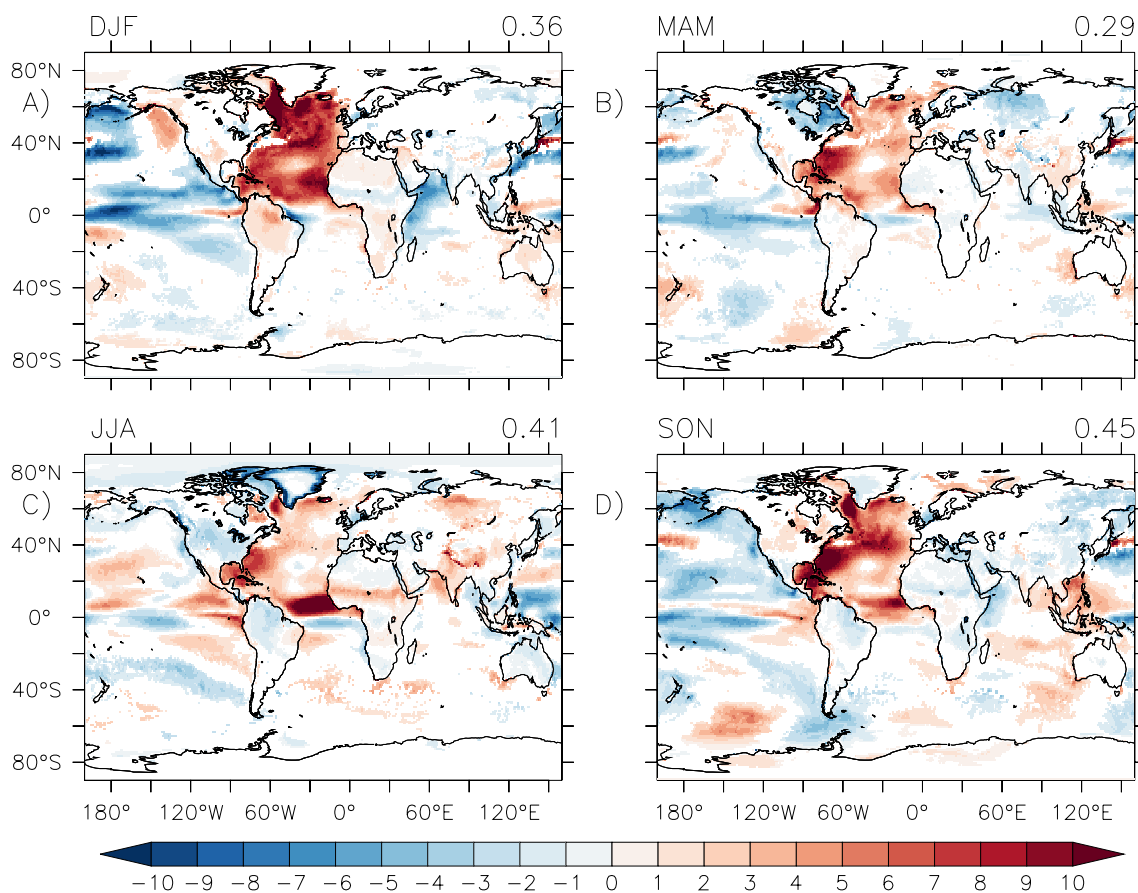 DJF 0.36 MAM 0.29
A) 80°N B)
40°N
0°
40°S
80°S
JJA 0.41 SON 0.45
C) 80°N D)
40°N
0°
40°S
80°S
180° 120°W 60°W 0° 60°E 120°E 180° 120°W 60°W 0° 60°E 120°E
−10 −9 −8 −7 −6 −5 −4 −3 −2 −1 0 1 2 3 4 5 6 7 8 9 10